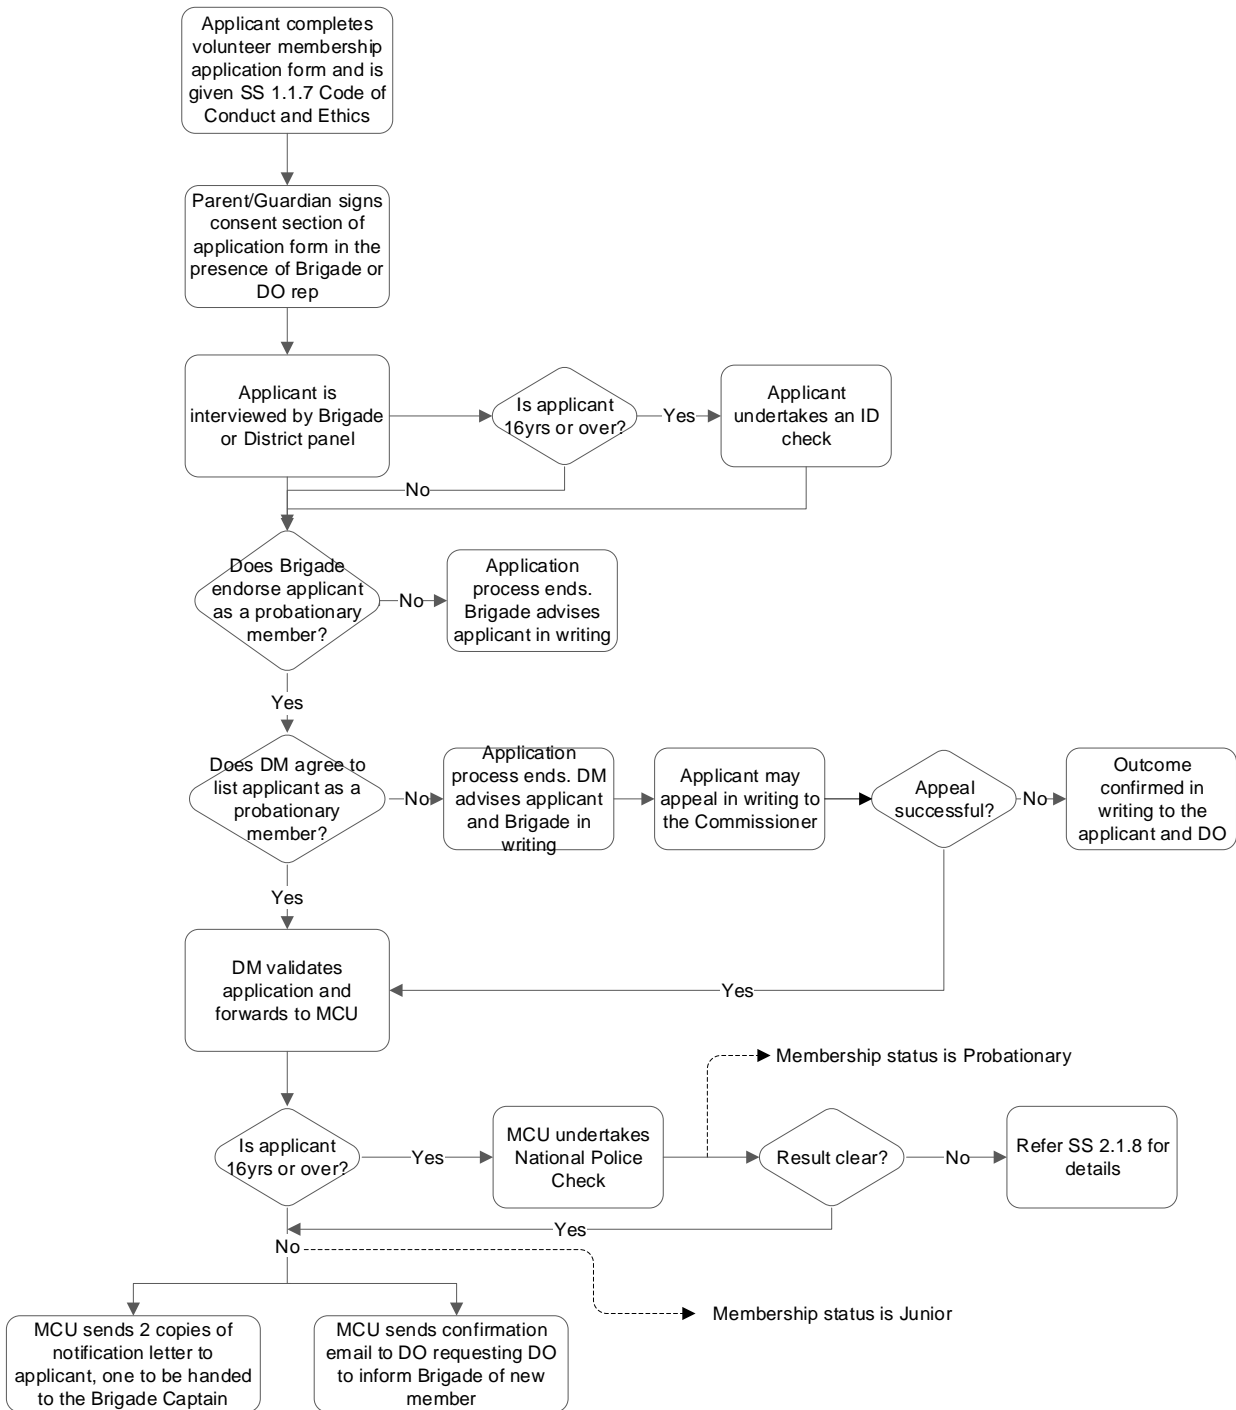 Applicant completes
volunteer membership
application form and is
given SS 1.1.7 Code of
Conduct and Ethics
Parent/Guardian signs
consent section of
application form in the
presence of Brigade or
DO rep
Applicant is
interviewed by Brigade
or District panel
Is applicant
16yrs or over?
Yes
Applicant
undertakes an ID
check
No
Does Brigade
endorse applicant
as a probationary
member?
No
Application
process ends.
Brigade advises
applicant in writing
Yes
Does DM agree to
list applicant as a
probationary
member?
No
Application
process ends. DM
advises applicant
and Brigade in
writing
Applicant may
appeal in writing to
the Commissioner
Appeal
successful?
No
Outcome
confirmed in
writing to the
applicant and DO
Yes
DM validates
application and
forwards to MCU
Yes
Membership status is Probationary
Is applicant
16yrs or over?
Yes
MCU undertakes
National Police
Check
Result clear?
No
Refer SS 2.1.8 for
details
Yes
No
Membership status is Junior
MCU sends 2 copies of
notification letter to
applicant, one to be handed
to the Brigade Captain
MCU sends confirmation
email to DO requesting DO
to inform Brigade of new
member